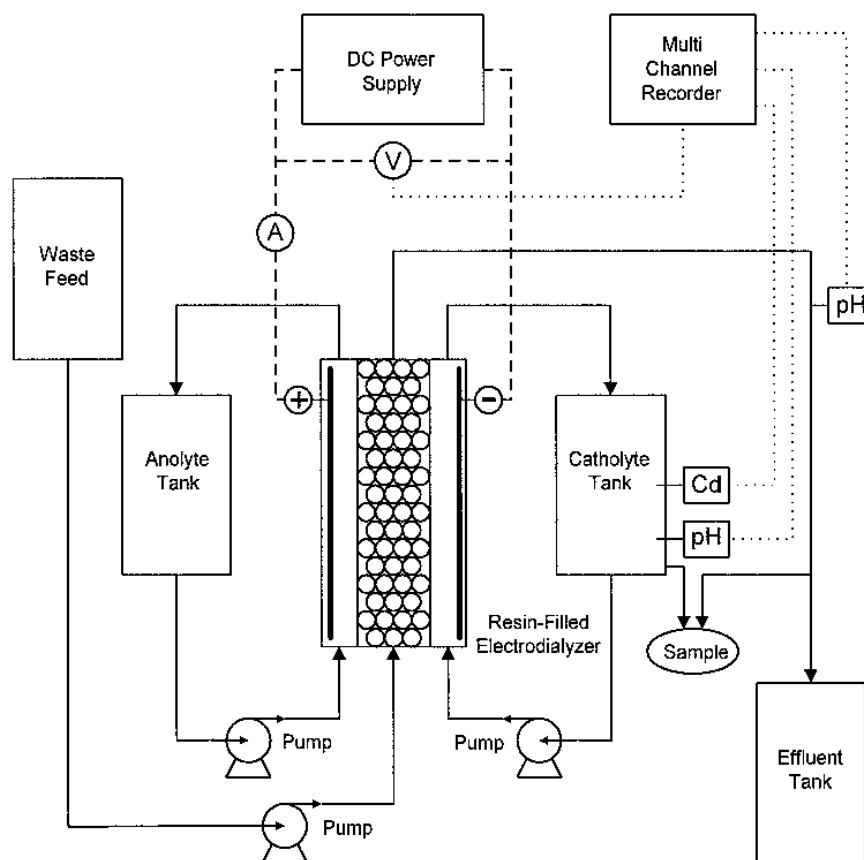 DC Power
Supply
Multi
Channel
Recorder
V
A
Waste
Feed
pH
+
−
Anolyte
Tank
Catholyte
Tank
Cd
pH
Resin-Filled
Electrodialyzer
Sample
Pump
Pump
Effluent
Tank
Pump